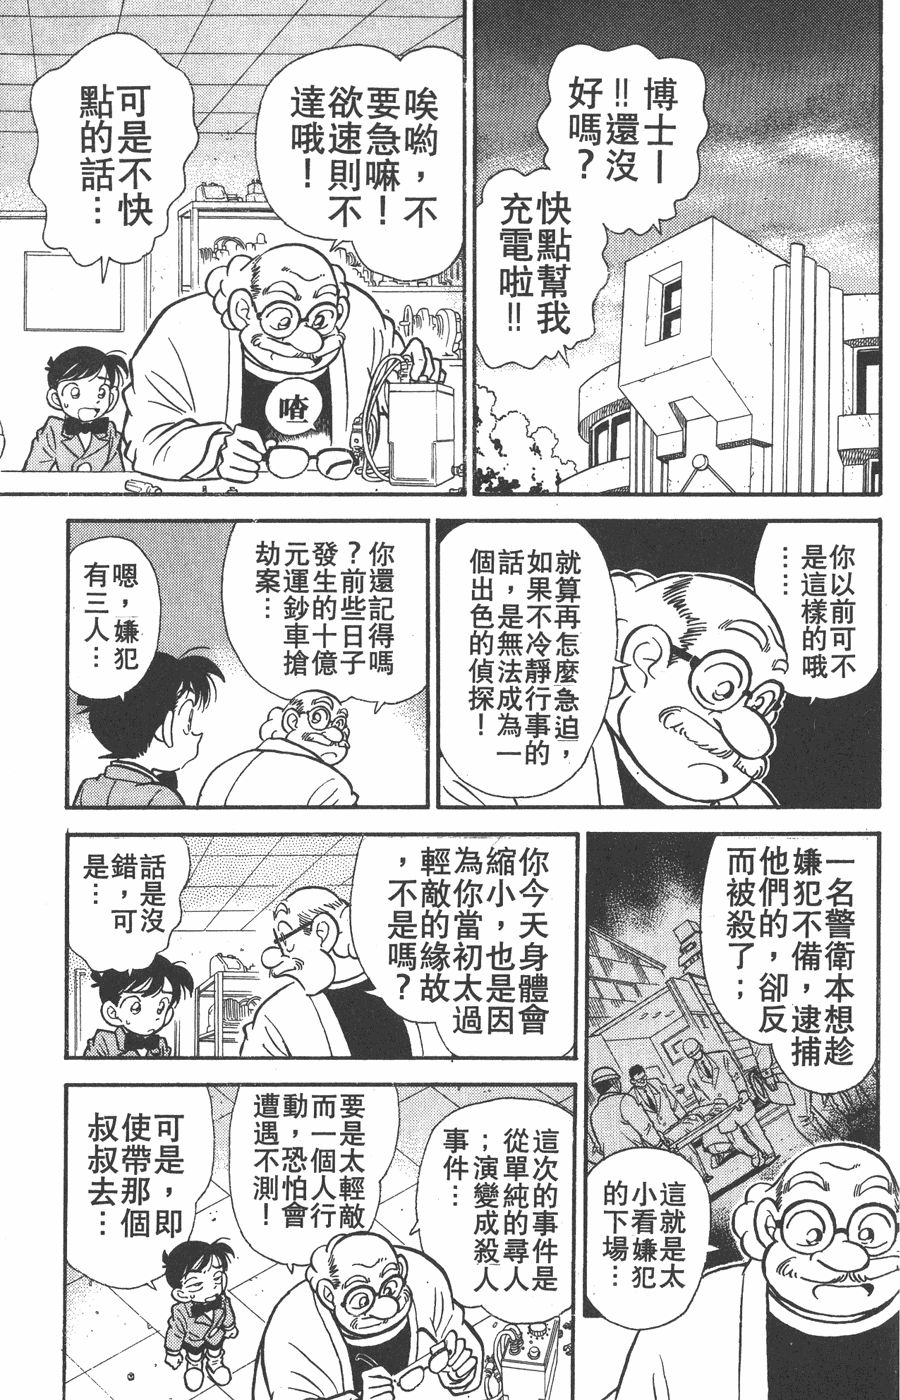 博士ー
!!還沒
好嗎?
快點幫我
充電啦!!
唉喲,不
要急嘛!
欲速則不
達哦!
喳
可是不快
點的話…
你以前可不
是這樣的哦
……
就算再怎麼急迫,
如果不冷靜行事的
話,是無法成為一
個出色的偵探!
你還記得嗎
?前些日子
發生的十億
元運鈔車搶
劫案…
嗯,嫌犯
有三人…
一名警衛本想趁
嫌犯不備,逮捕
他們的,卻反
而被殺了;
這就是太
小看嫌犯
的下場…
你今天身體會
縮小,也是因
為你當初太過
輕敵的緣故
,不是嗎?
話是沒
錯,可
是…
這次的事件是
從單純的尋人
;演變成殺人
事件…
要是太輕敵
而一個人行
動,恐怕會
遭遇不測!
可是,即
使帶那個
叔叔去…